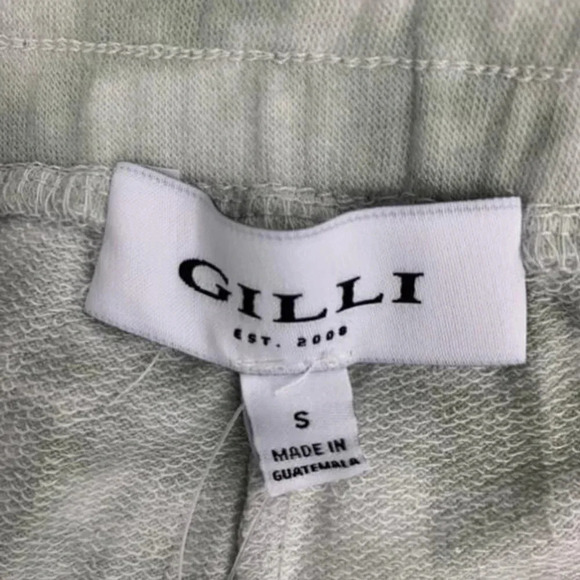 GILLI
EST. 2008
S
MADE IN
GUATEMALA